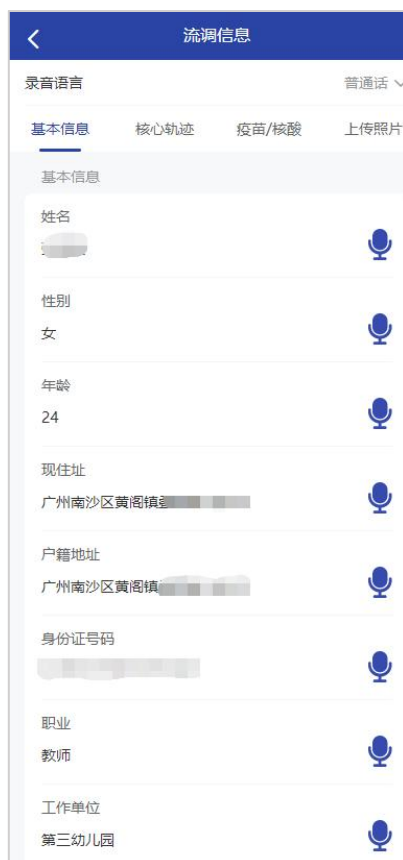 流调信息
录音语言
普通话
基本信息 核心轨迹 疫苗/核酸 上传照片
基本信息
姓名
性别
女
年龄
24
现住址
广州南沙区黄阁镇
户籍地址
广州南沙区黄阁镇
身份证号码
职业
教师
工作单位
第三幼儿园